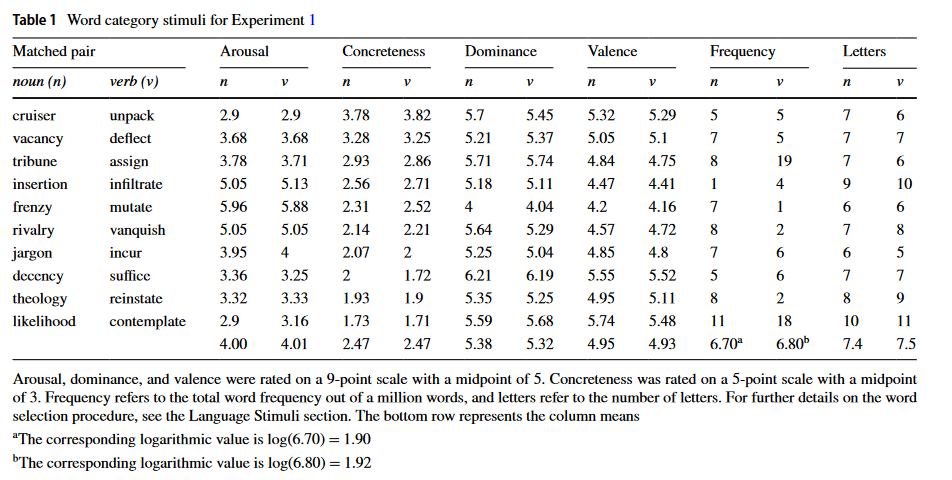 Table 1 Word category stimuli for Experiment 1
Matched pair Arousal Concreteness Dominance Valence Frequency Letters
noun (n) verb (v) n v n v n v n v n v n v
cruiser unpack 2.9 2.9 3.78 3.82 5.7 5.45 5.32 5.29 5 5 7 6
vacancy deflect 3.68 3.68 3.28 3.25 5.21 5.37 5.05 5.1 7 5 7 7
tribune assign 3.78 3.71 2.93 2.86 5.71 5.74 4.84 4.75 8 19 7 6
insertion infiltrate 5.05 5.13 2.56 2.71 5.18 5.11 4.47 4.41 1 4 9 10
frenzy mutate 5.96 5.88 2.31 2.52 4 4.04 4.2 4.16 7 1 6 6
rivalry vanquish 5.05 5.05 2.14 2.21 5.64 5.29 4.57 4.72 8 2 7 8
jargon incur 3.95 4 2.07 2 5.25 5.04 4.85 4.8 7 6 6 5
decency suffice 3.36 3.25 2 1.72 6.21 6.19 5.55 5.52 5 6 7 7
theology reinstate 3.32 3.33 1.93 1.9 5.35 5.25 4.95 5.11 8 2 8 9
likelihood contemplate 2.9 3.16 1.73 1.71 5.59 5.68 5.74 5.48 11 18 10 11
4.00 4.01 2.47 2.47 5.38 5.32 4.95 4.93 6.70a 6.80b 7.4 7.5
Arousal, dominance, and valence were rated on a 9-point scale with a midpoint of 5. Concreteness was rated on a 5-point scale with a midpoint
of 3. Frequency refers to the total word frequency out of a million words, and letters refer to the number of letters. For further details on the word
selection procedure, see the Language Stimuli section. The bottom row represents the column means
aThe corresponding logarithmic value is log(6.70) = 1.90
bThe corresponding logarithmic value is log(6.80) = 1.92